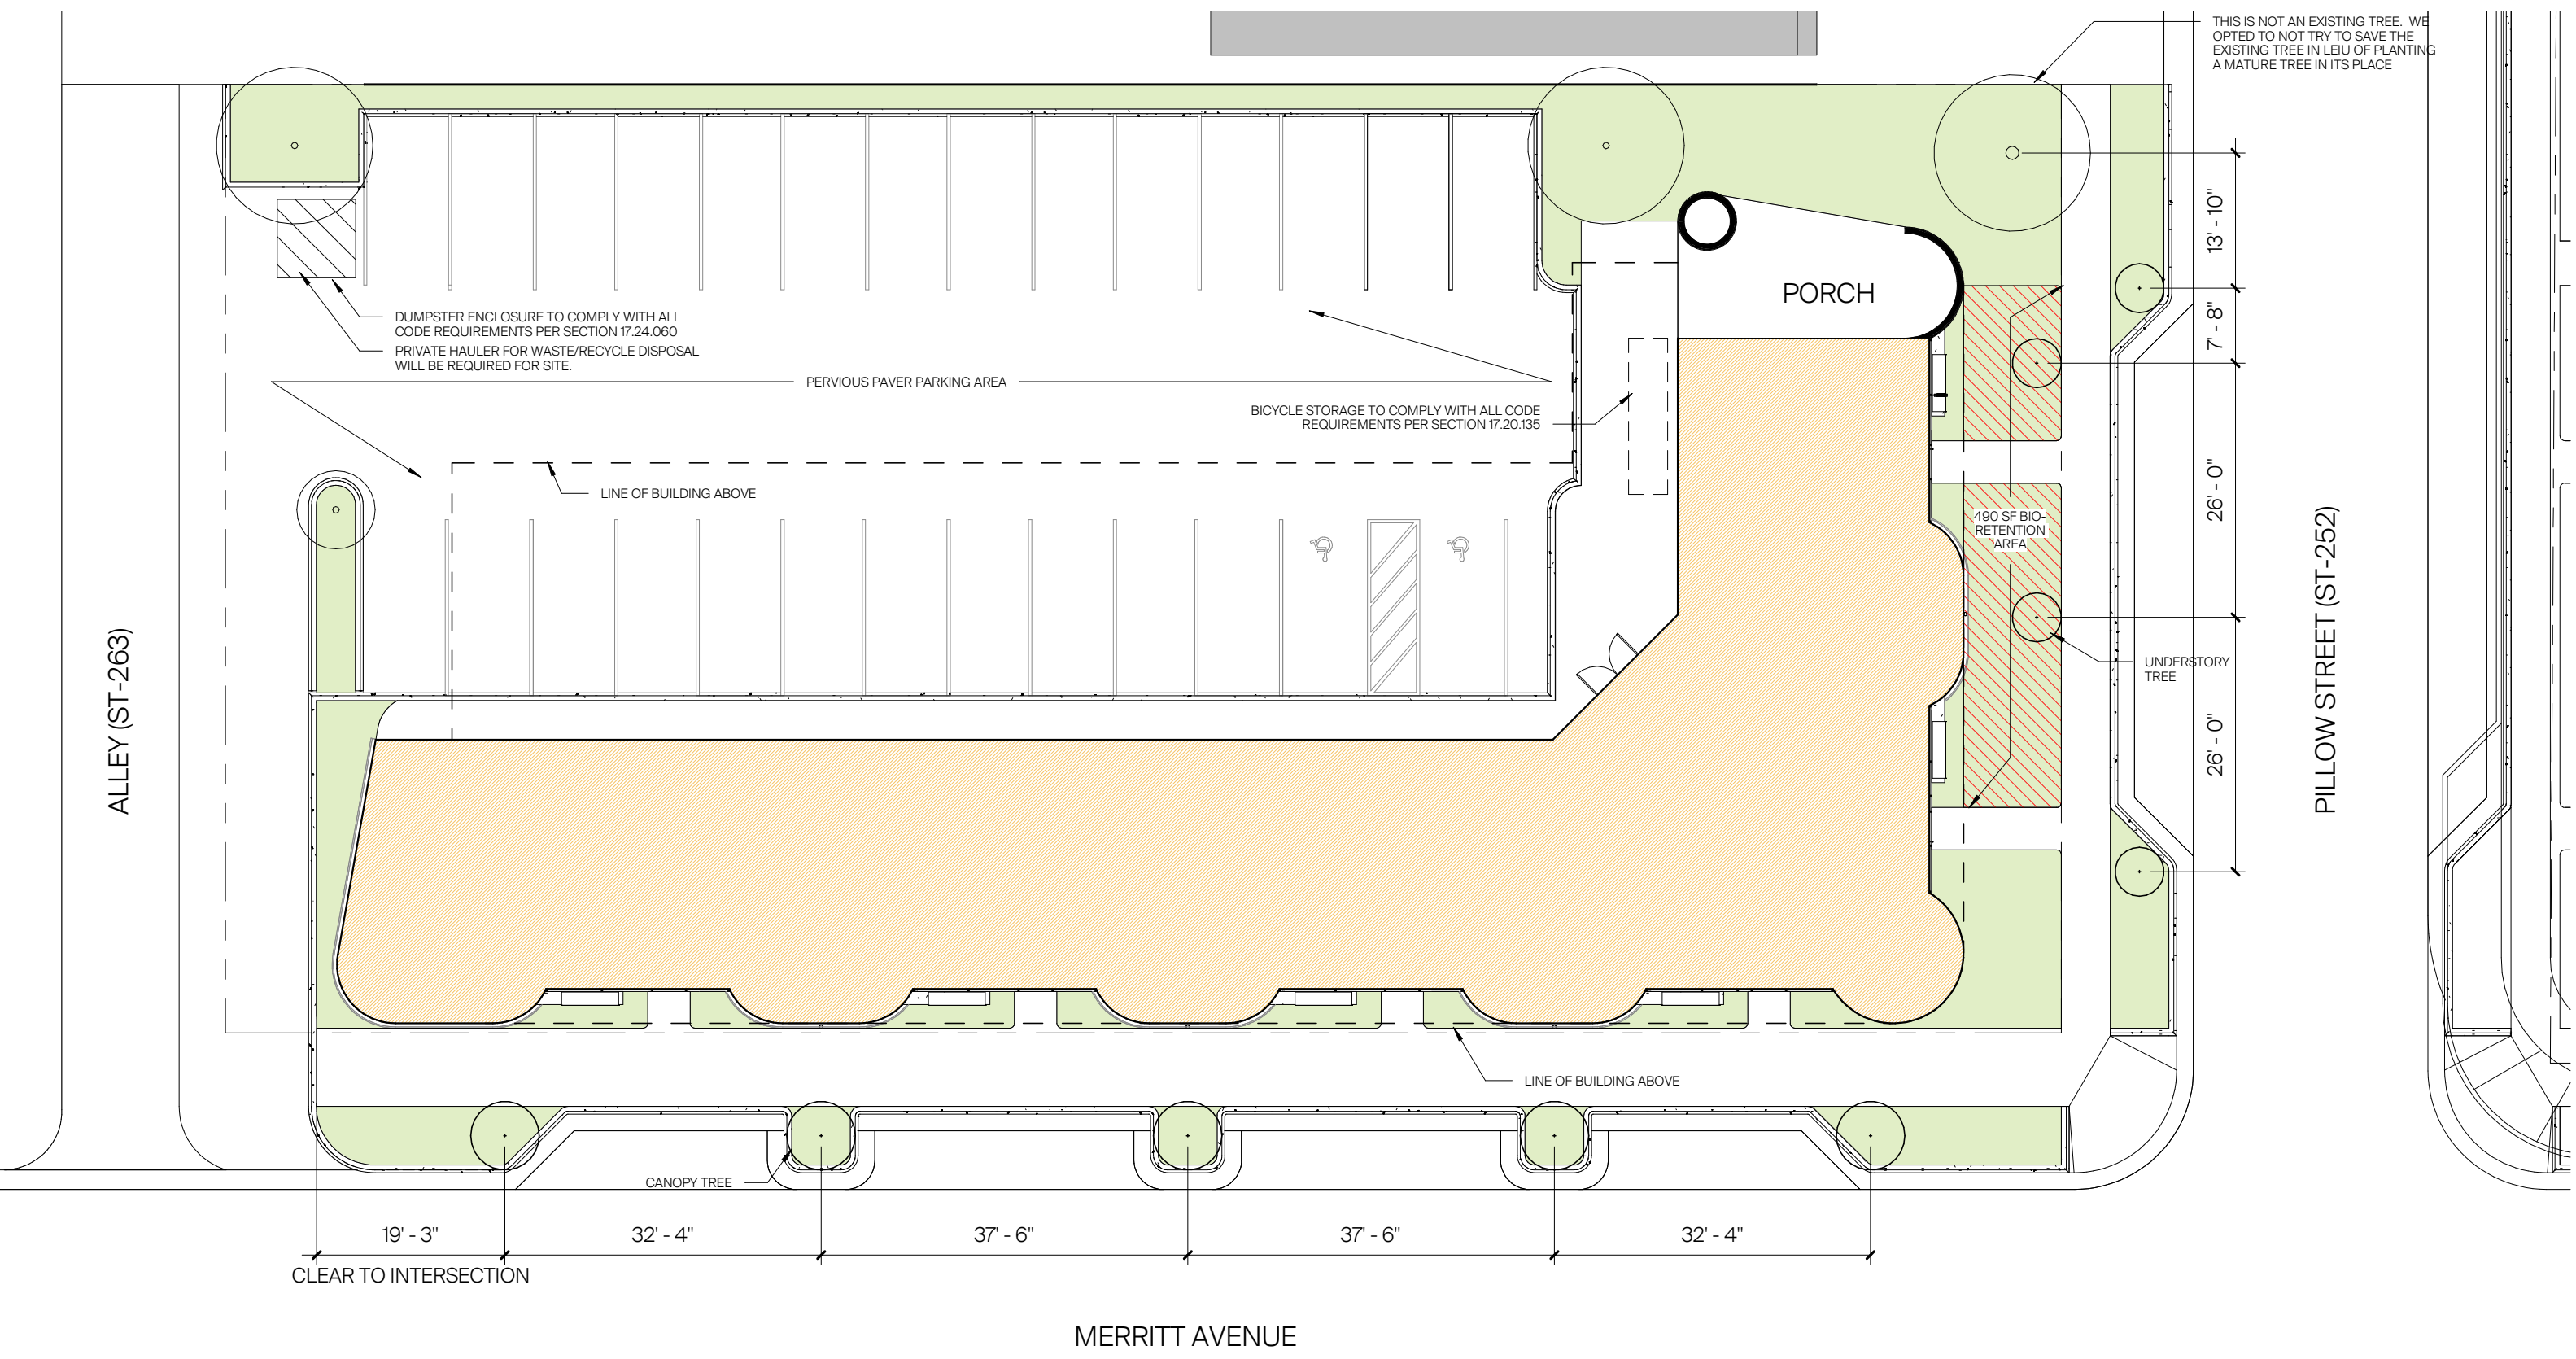 THIS IS NOT AN EXISTING TREE. WE
OPTED TO NOT TRY TO SAVE THE
EXISTING TREE IN LEIU OF PLANTING
A MATURE TREE IN ITS PLACE
13' - 10"
PORCH
7' - 8"
DUMPSTER ENCLOSURE TO COMPLY WITH ALL
CODE REQUIREMENTS PER SECTION 17.24.060
PRIVATE HAULER FOR WASTE/RECYCLE DISPOSAL
WILL BE REQUIRED FOR SITE.
PERVIOUS PAVER PARKING AREA
BICYCLE STORAGE TO COMPLY WITH ALL CODE
REQUIREMENTS PER SECTION 17.20.135
LINE OF BUILDING ABOVE
26' - 0"
490 SF BIO-
RETENTION
AREA
UNDERSTORY
TREE
ALLEY (ST-263)
PILLOW STREET (ST-252)
26' - 0"
LINE OF BUILDING ABOVE
CANOPY TREE
19' - 3"
32' - 4"
37' - 6"
37' - 6"
32' - 4"
CLEAR TO INTERSECTION
MERRITT AVENUE